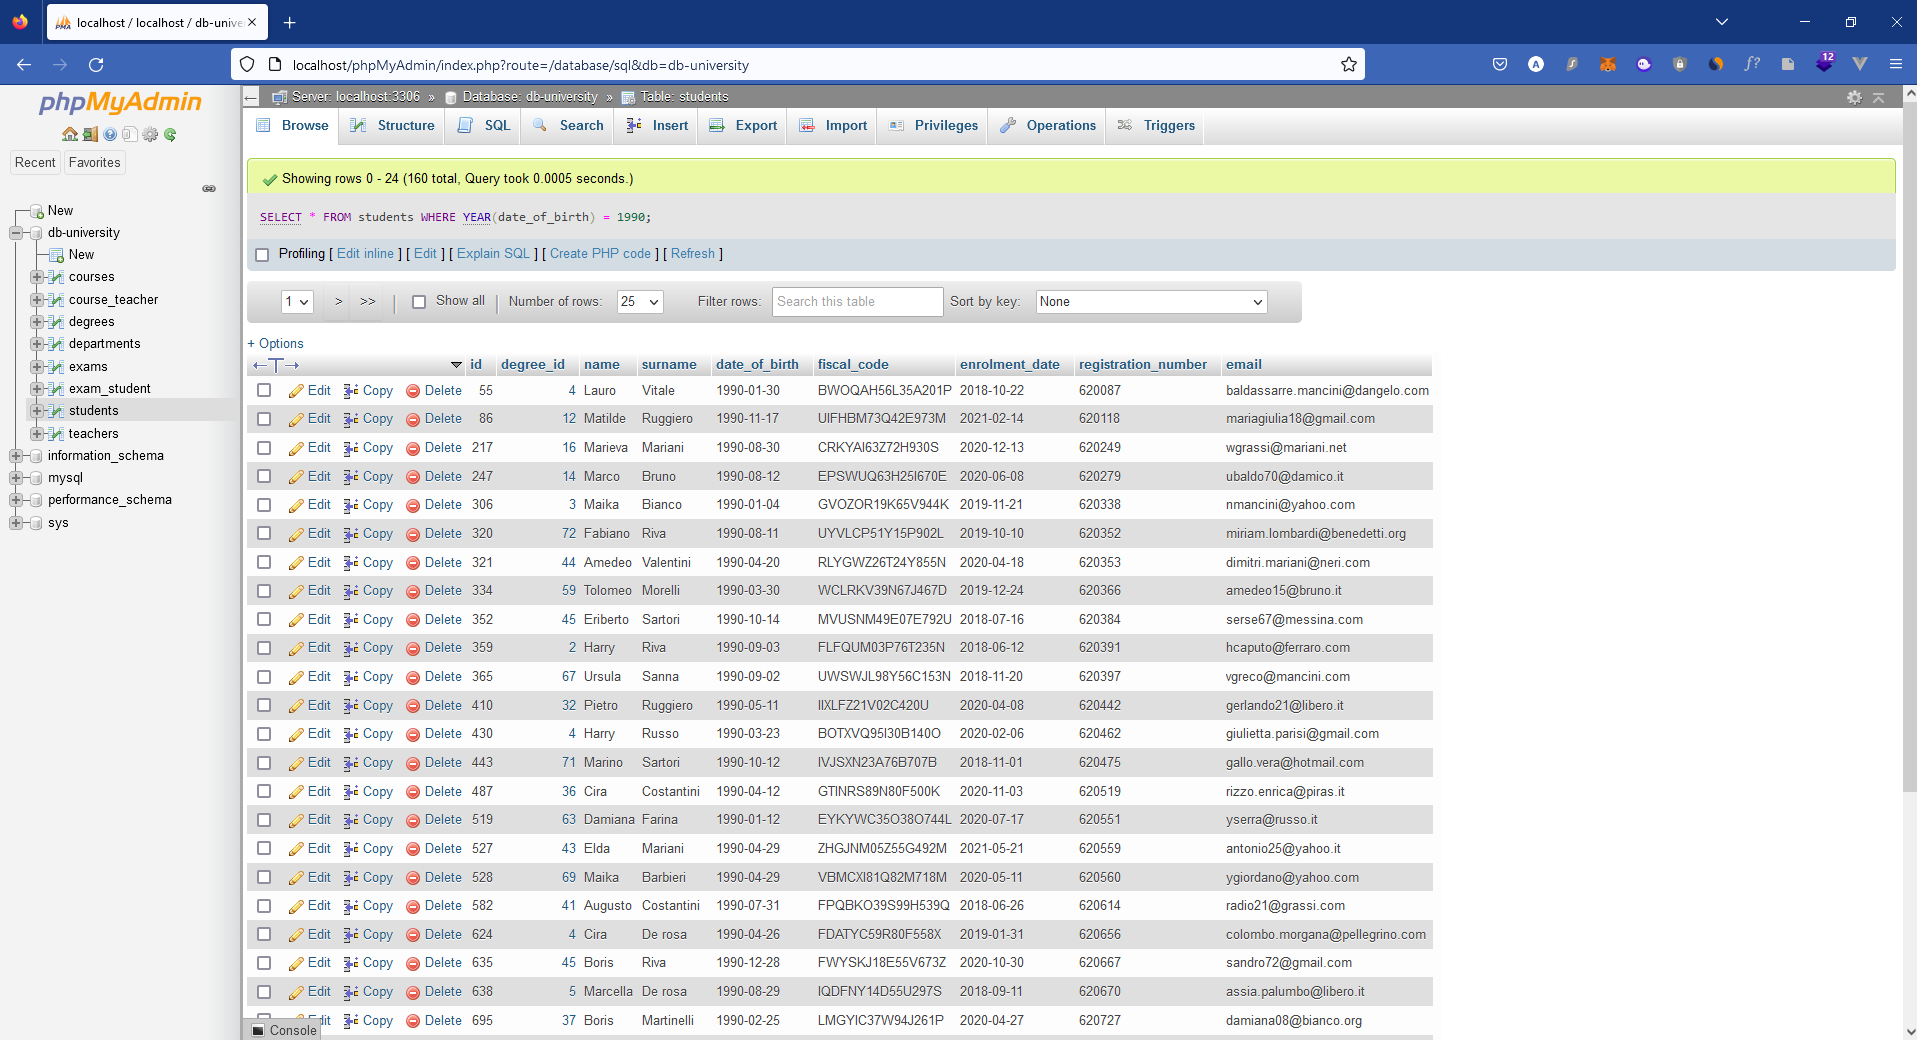 localhost / localhost / db-unive
localhost/phpMyAdmin/index.php?route=/database/sql&db=db-university
12
phpMyAdmin
Recent Favorites
New
db-university
New
courses
course_teacher
degrees
departments
exams
exam_student
students
teachers
information_schema
mysql
performance_schema
sys
Server: localhost:3306 » Database: db-university » Table: students
Browse Structure SQL Search Insert Export Import Privileges Operations Triggers
Showing rows 0 - 24 (160 total, Query took 0.0005 seconds.)
SELECT * FROM students WHERE YEAR(date_of_birth) = 1990;
Profiling [ Edit inline ] [ Edit ] [ Explain SQL ] [ Create PHP code ] [ Refresh ]
1 > >> Show all Number of rows: 25 Filter rows: Search this table Sort by key: None
+ Options
id degree_id name surname date_of_birth fiscal_code enrolment_date registration_number email
Edit Copy Delete 55 4 Lauro Vitale 1990-01-30 BWOQAH56L35A201P 2018-10-22 620087 baldassarre.mancini@dangelo.com
Edit Copy Delete 86 12 Matilde Ruggiero 1990-11-17 UIFHBM73Q42E973M 2021-02-14 620118 mariagiulia18@gmail.com
Edit Copy Delete 217 16 Marieva Mariani 1990-08-30 CRKYAI63Z72H930S 2020-12-13 620249 wgrassi@mariani.net
Edit Copy Delete 247 14 Marco Bruno 1990-08-12 EPSWUQ63H25I670E 2020-06-08 620279 ubaldo70@damico.it
Edit Copy Delete 306 3 Maika Bianco 1990-01-04 GVOZOR19K65V944K 2019-11-21 620338 nmancini@yahoo.com
Edit Copy Delete 320 72 Fabiano Riva 1990-08-11 UYVLCP51Y15P902L 2019-10-10 620352 miriam.lombardi@benedetti.org
Edit Copy Delete 321 44 Amedeo Valentini 1990-04-20 RLYGWZ26T24Y855N 2020-04-18 620353 dimitri.mariani@neri.com
Edit Copy Delete 334 59 Tolomeo Morelli 1990-03-30 WCLRKV39N67J467D 2019-12-24 620366 amedeo15@bruno.it
Edit Copy Delete 352 45 Eriberto Sartori 1990-10-14 MVUSNM49E07E792U 2018-07-16 620384 serse67@messina.com
Edit Copy Delete 359 2 Harry Riva 1990-09-03 FLFQUM03P76T235N 2018-06-12 620391 hcaputo@ferraro.com
Edit Copy Delete 365 67 Ursula Sanna 1990-09-02 UWSWJL98Y56C153N 2018-11-20 620397 vgreco@mancini.com
Edit Copy Delete 410 32 Pietro Ruggiero 1990-05-11 IIXLFZ21V02C420U 2020-04-08 620442 gerlando21@libero.it
Edit Copy Delete 430 4 Harry Russo 1990-03-23 BOTXVQ95I30B140O 2020-02-06 620462 giulietta.parisi@gmail.com
Edit Copy Delete 443 71 Marino Sartori 1990-10-12 IVJSXN23A76B707B 2018-11-01 620475 gallo.vera@hotmail.com
Edit Copy Delete 487 36 Cira Costantini 1990-04-12 GTINRS89N80F500K 2020-11-03 620519 rizzo.enrica@piras.it
Edit Copy Delete 519 63 Damiana Farina 1990-01-12 EYKYWC35O38O744L 2020-07-17 620551 yserra@russo.it
Edit Copy Delete 527 43 Elda Mariani 1990-04-29 ZHGJNM05Z55G492M 2021-05-21 620559 antonio25@yahoo.it
Edit Copy Delete 528 69 Maika Barbieri 1990-04-29 VBMCXI81Q82M718M 2020-05-11 620560 ygiordano@yahoo.com
Edit Copy Delete 582 41 Augusto Costantini 1990-07-31 FPQBKO39S99H539Q 2018-06-26 620614 radio21@grassi.com
Edit Copy Delete 624 4 Cira De rosa 1990-04-26 FDATYC59R80F558X 2019-01-31 620656 colombo.morgana@pellegrino.com
Edit Copy Delete 635 45 Boris Riva 1990-12-28 FWYSKJ18E55V673Z 2020-10-30 620667 sandro72@gmail.com
Edit Copy Delete 638 5 Marcella De rosa 1990-08-29 IQDFNY14D55U297S 2018-09-11 620670 assia.palumbo@libero.it
Edit Copy Delete 695 37 Boris Martinelli 1990-02-25 LMGYIC37W94J261P 2020-04-27 620727 damiana08@bianco.org
Console